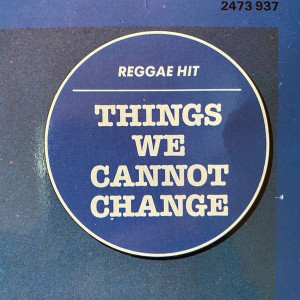 2473 937
REGGAE HIT
THINGS
WE
CANNOT
CHANGE